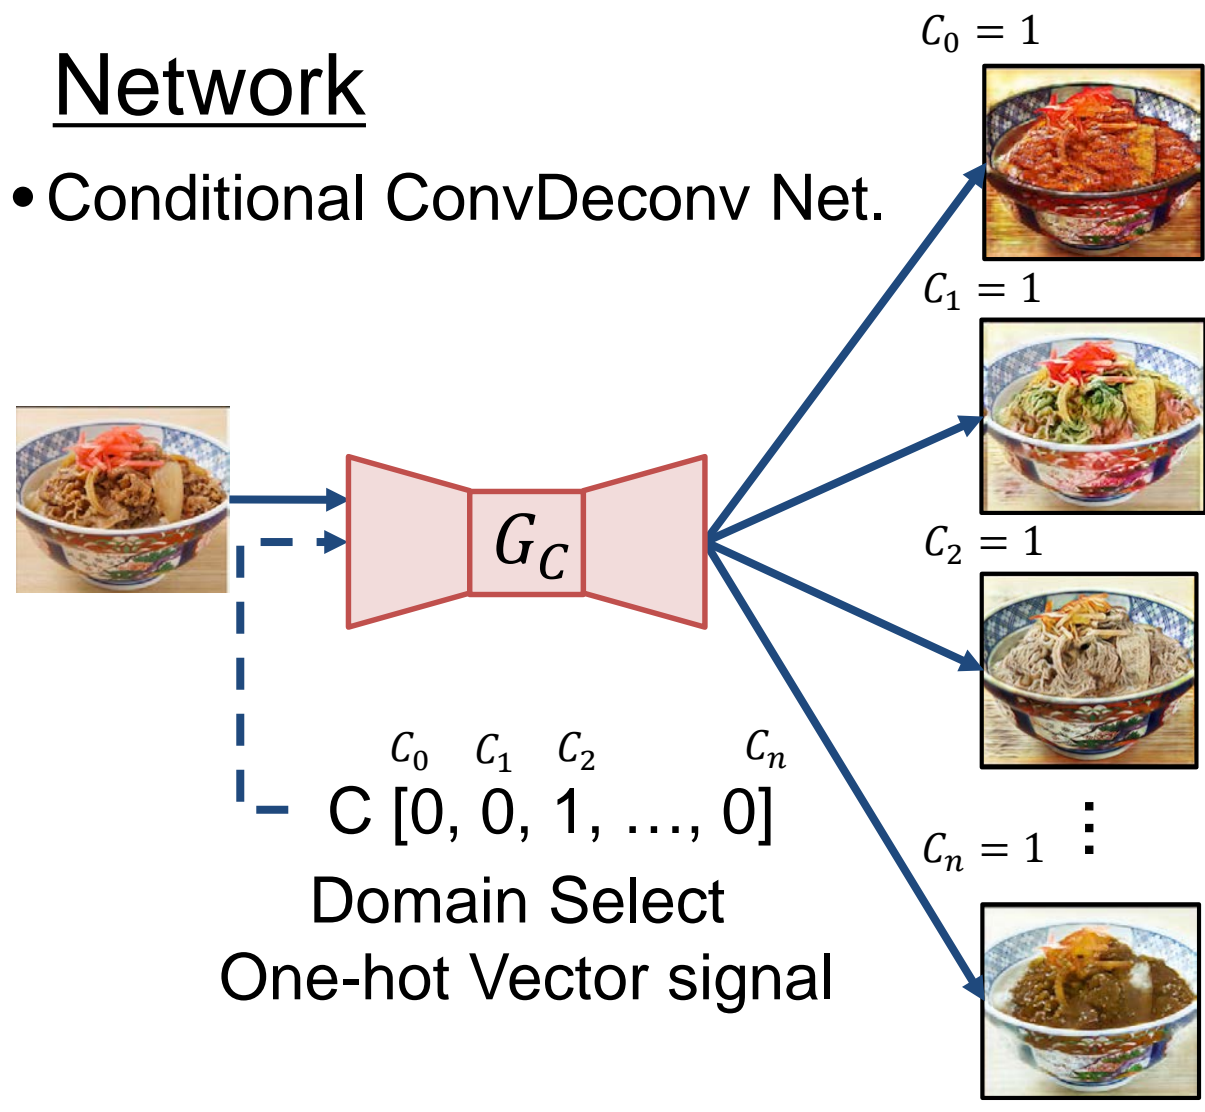 Network
• Conditional ConvDeconv Net.
C₀ = 1
C₁ = 1
C₂ = 1
⋮
Cₙ = 1
G_C
C₀ C₁ C₂ Cₙ
C [0, 0, 1, …, 0]
Domain Select
One-hot Vector signal